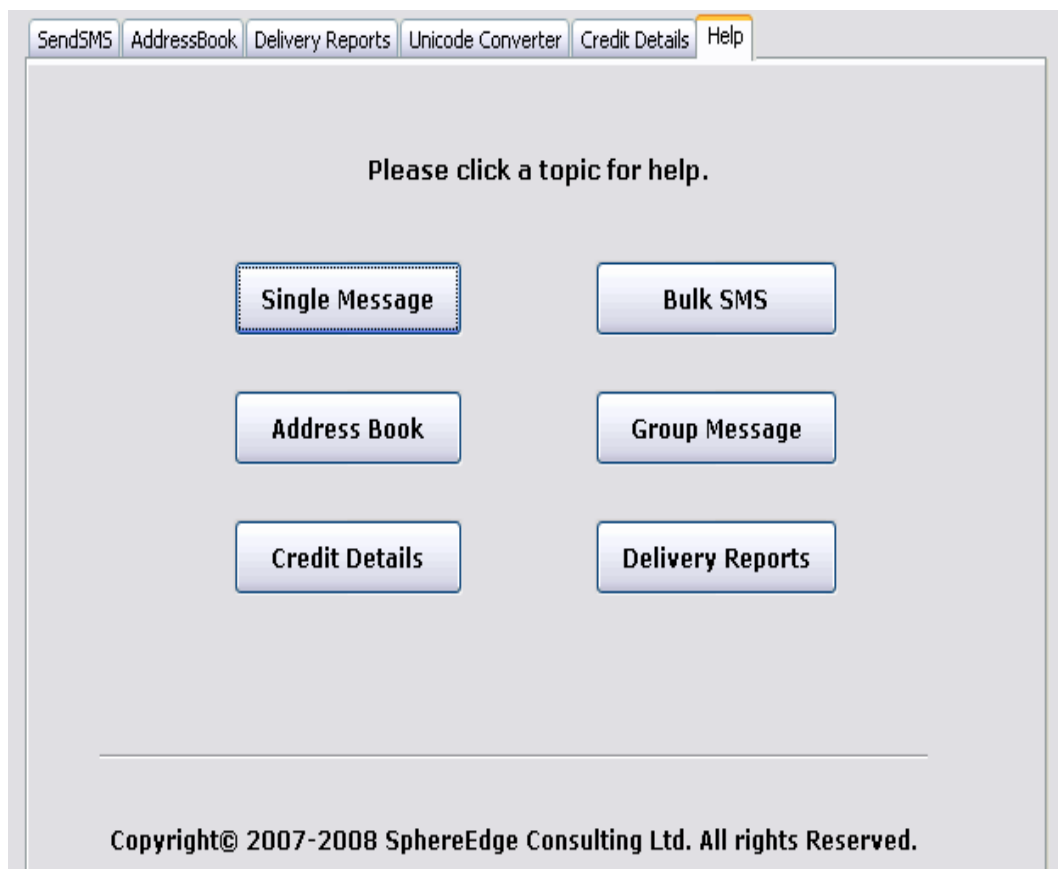 SendSMS AddressBook Delivery Reports Unicode Converter Credit Details Help
Please click a topic for help.
Single Message Bulk SMS
Address Book Group Message
Credit Details Delivery Reports
Copyright© 2007-2008 SphereEdge Consulting Ltd. All rights Reserved.